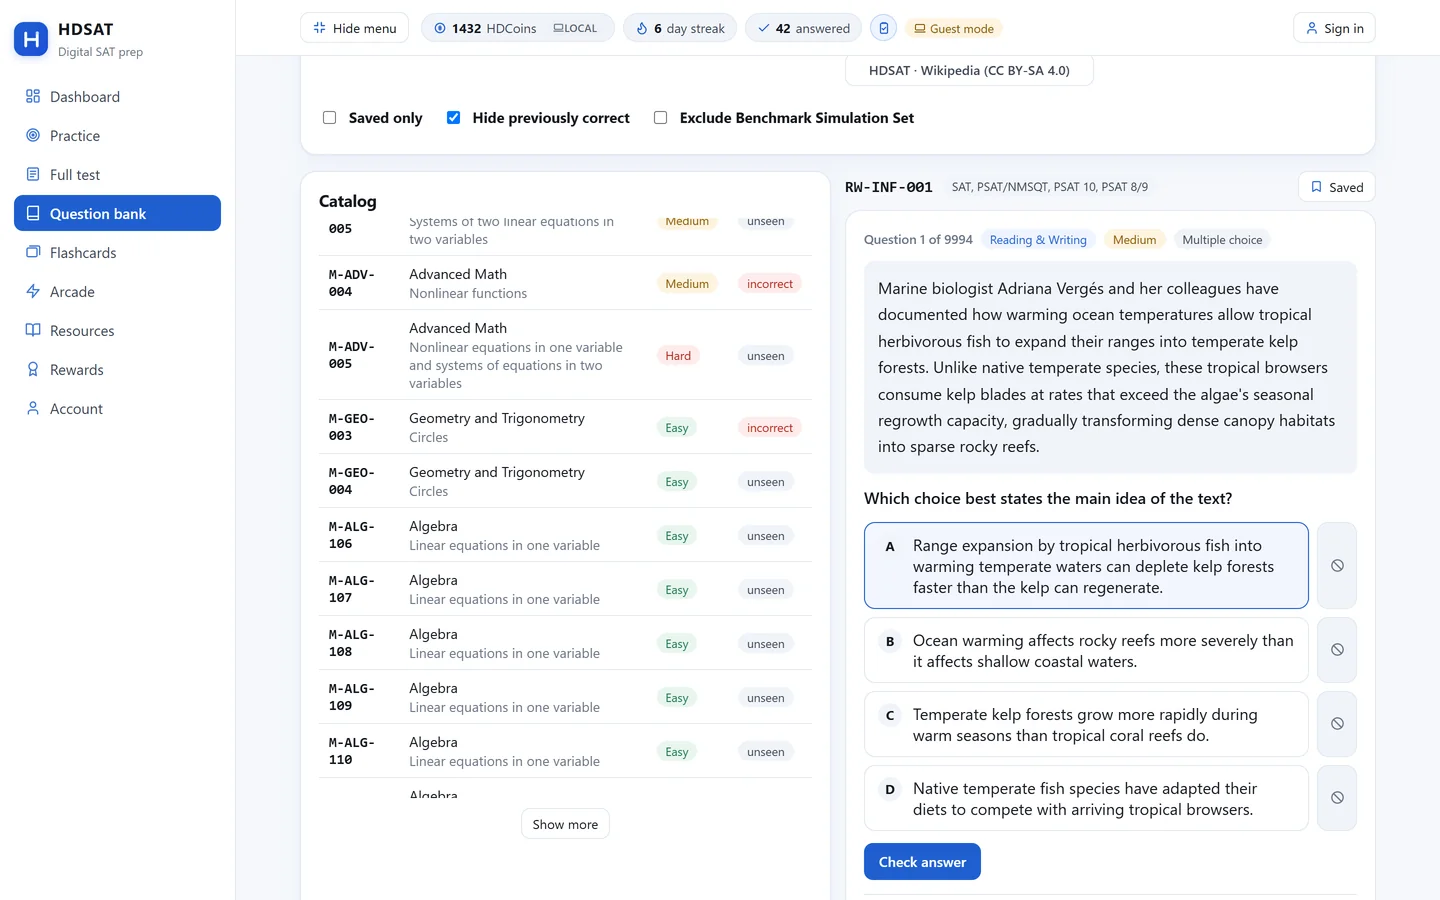 HDSAT
Digital SAT prep
Dashboard
Practice
Full test
Question bank
Flashcards
Arcade
Resources
Rewards
Account
Hide menu
1432 HDCoins LOCAL
6 day streak
42 answered
Guest mode
Sign in
HDSAT · Wikipedia (CC BY-SA 4.0)
Saved only
Hide previously correct
Exclude Benchmark Simulation Set
Catalog
005
Systems of two linear equations in
two variables
Medium
unseen
M-ADV-
004
Advanced Math
Nonlinear functions
Medium
incorrect
M-ADV-
005
Advanced Math
Nonlinear equations in one variable
and systems of equations in two
variables
Hard
unseen
M-GEO-
003
Geometry and Trigonometry
Circles
Easy
incorrect
M-GEO-
004
Geometry and Trigonometry
Circles
Easy
unseen
M-ALG-
106
Algebra
Linear equations in one variable
Easy
unseen
M-ALG-
107
Algebra
Linear equations in one variable
Easy
unseen
M-ALG-
108
Algebra
Linear equations in one variable
Easy
unseen
M-ALG-
109
Algebra
Linear equations in one variable
Easy
unseen
M-ALG-
110
Algebra
Linear equations in one variable
Easy
unseen
Algebra
Show more
RW-INF-001
SAT, PSAT/NMSQT, PSAT 10, PSAT 8/9
Saved
Question 1 of 9994
Reading & Writing
Medium
Multiple choice
Marine biologist Adriana Vergés and her colleagues have
documented how warming ocean temperatures allow tropical
herbivorous fish to expand their ranges into temperate kelp
forests. Unlike native temperate species, these tropical browsers
consume kelp blades at rates that exceed the algae's seasonal
regrowth capacity, gradually transforming dense canopy habitats
into sparse rocky reefs.
Which choice best states the main idea of the text?
A Range expansion by tropical herbivorous fish into
warming temperate waters can deplete kelp forests
faster than the kelp can regenerate.
B Ocean warming affects rocky reefs more severely than
it affects shallow coastal waters.
C Temperate kelp forests grow more rapidly during
warm seasons than tropical coral reefs do.
D Native temperate fish species have adapted their
diets to compete with arriving tropical browsers.
Check answer